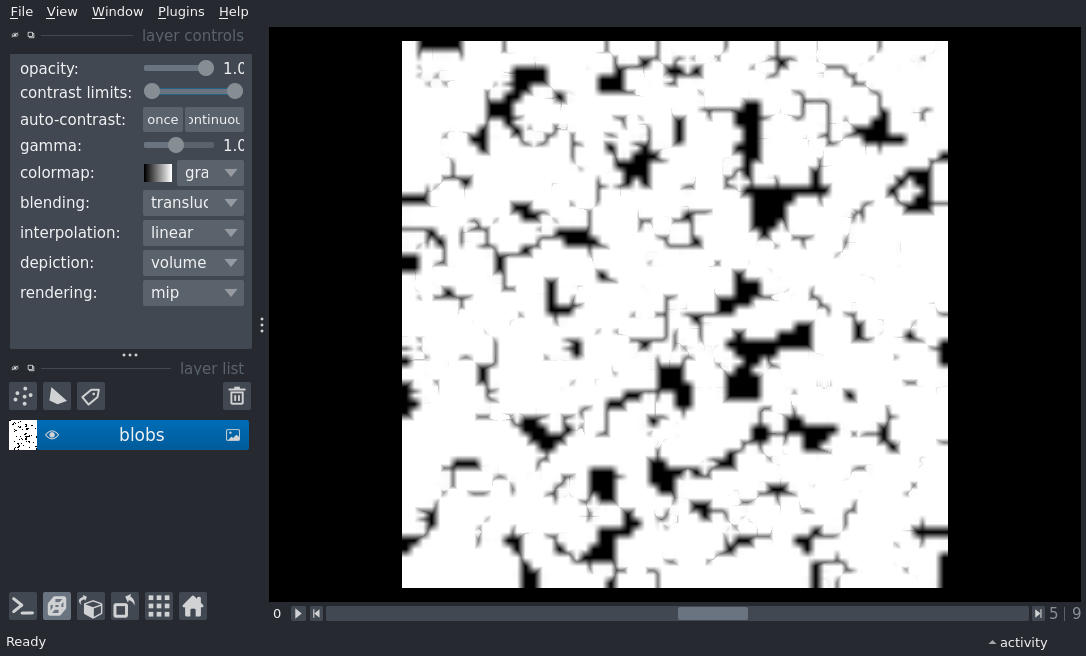 File View Window Plugins Help
layer controls
opacity: 1.0
contrast limits:
auto-contrast: once ontinuou
gamma: 1.0
colormap: gra
blending: transluc
interpolation: linear
depiction: volume
rendering: mip
layer list
blobs
0 5 | 9
Ready activity